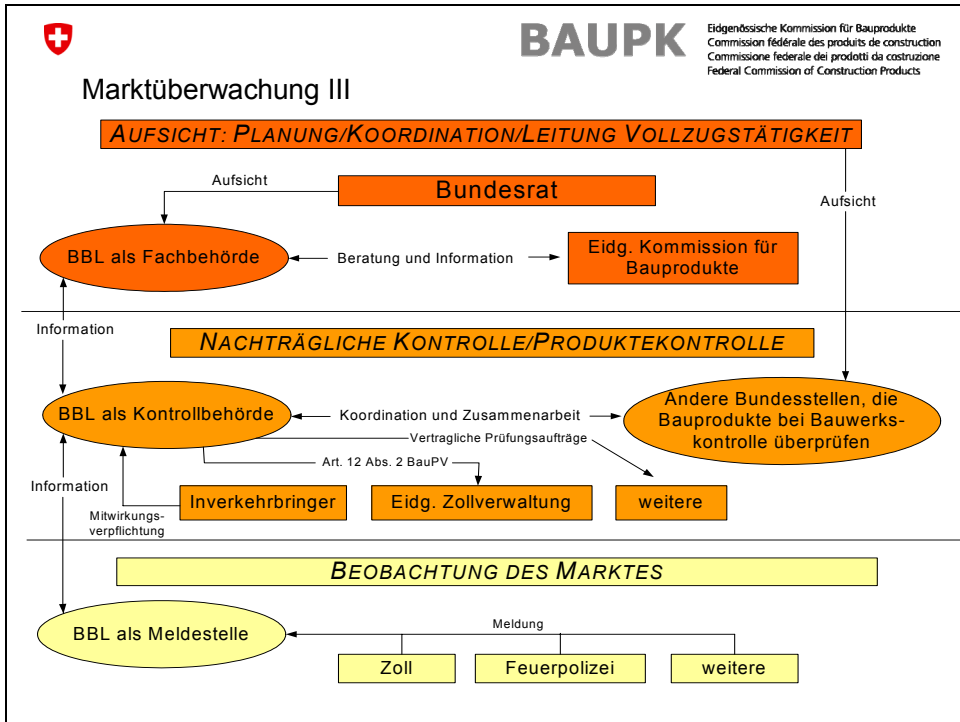 BAUPK
Eidgenössische Kommission für Bauprodukte
Commission fédérale des produits de construction
Commissione federale dei prodotti da costruzione
Federal Commission of Construction Products
Marktüberwachung III
AUFSICHT: PLANUNG/KOORDINATION/LEITUNG VOLLZUGSTÄTIGKEIT
Aufsicht
Bundesrat
Aufsicht
BBL als Fachbehörde
Beratung und Information
Eidg. Kommission für
Bauprodukte
Information
NACHTRÄGLICHE KONTROLLE/PRODUKTEKONTROLLE
BBL als Kontrollbehörde
Koordination und Zusammenarbeit
Andere Bundesstellen, die
Bauprodukte bei Bauwerks-
kontrolle überprüfen
Vertragliche Prüfungsaufträge
Art. 12 Abs. 2 BauPV
Information
Mitwirkungs-
verpflichtung
Inverkehrbringer
Eidg. Zollverwaltung
weitere
BEOBACHTUNG DES MARKTES
BBL als Meldestelle
Meldung
Zoll
Feuerpolizei
weitere